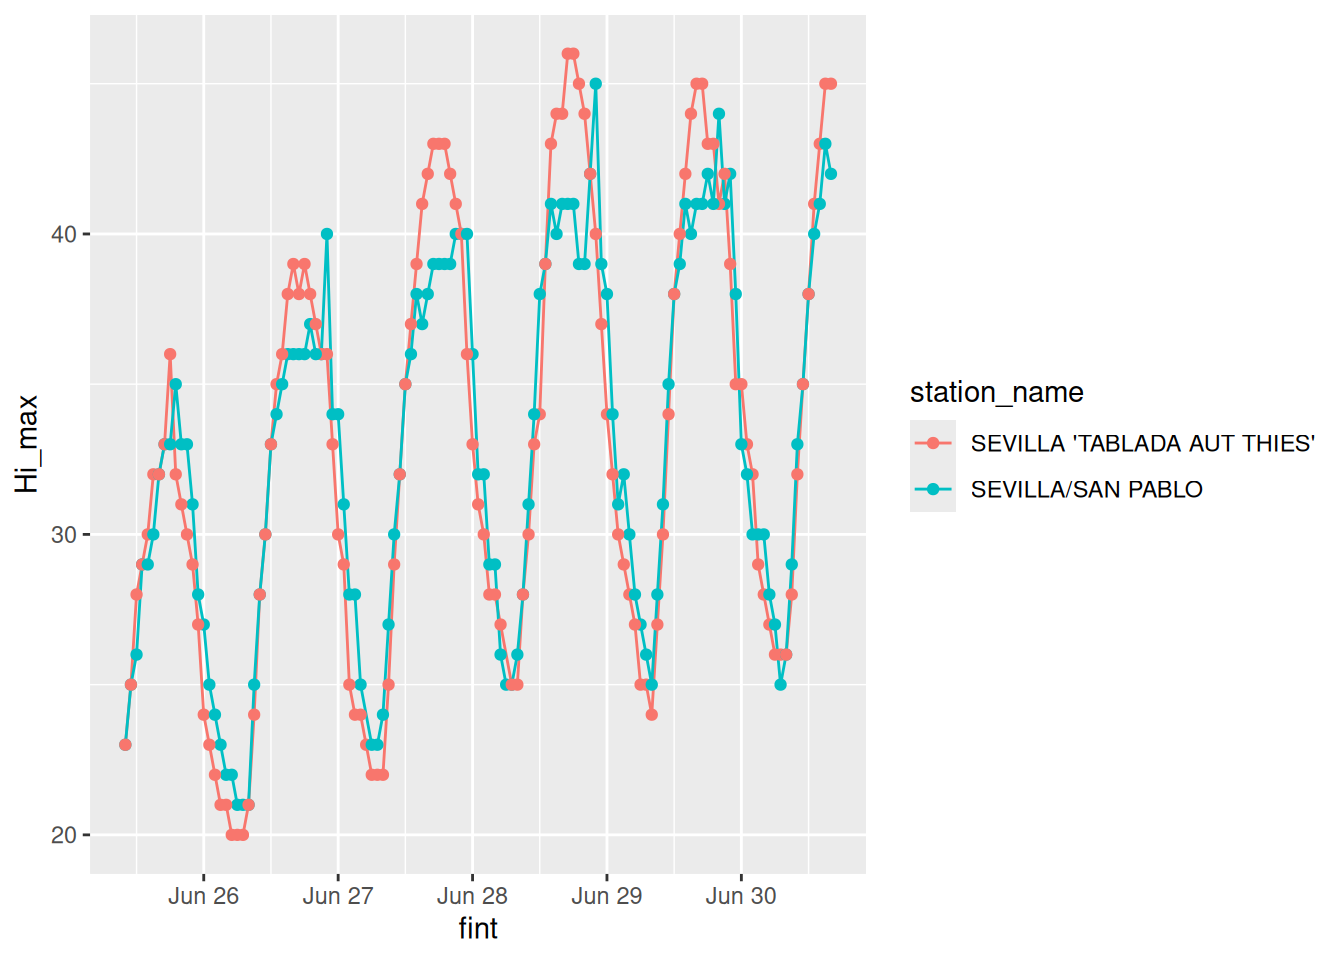 Hi_max
40
30
20
Jun 26
Jun 27
Jun 28
Jun 29
Jun 30
fint
station_name
SEVILLA 'TABLADA AUT THIES'
SEVILLA/SAN PABLO